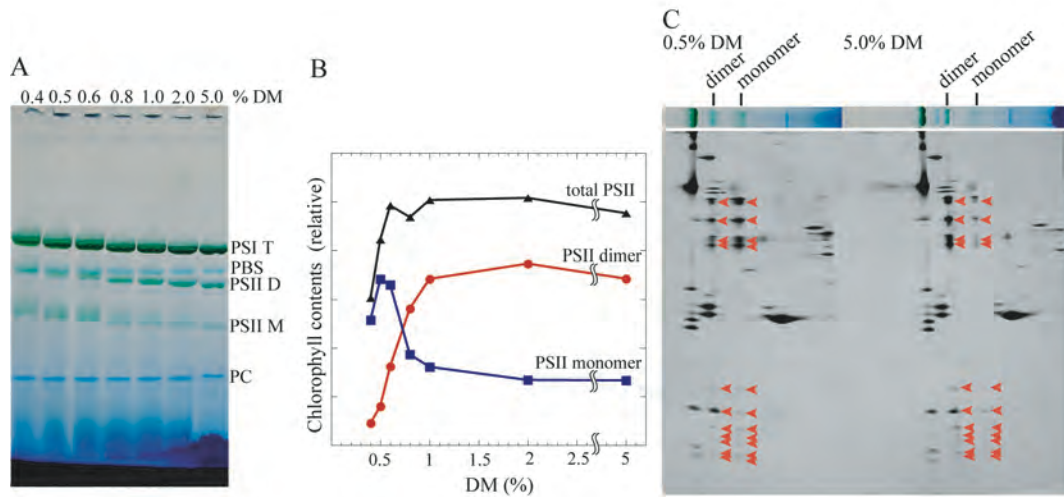 A
0.4 0.5 0.6 0.8 1.0 2.0 5.0 % DM
PSI T
PBS
PSII D
PSII M
PC
B
Chlorophyll contents (relative)
total PSII
PSII dimer
PSII monomer
0.5 1 2 2.5 5
DM (%)
C
0.5% DM 5.0% DM
dimer monomer dimer monomer